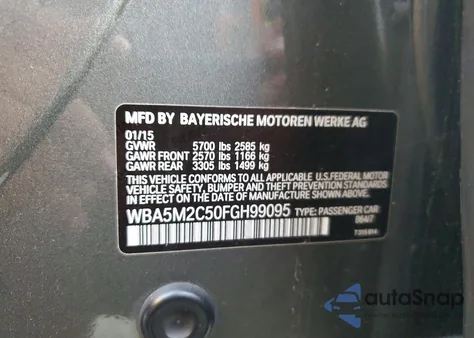 MFD BY BAYERISCHE MOTOREN WERKE AG
01/15
GVWR 5700 lbs 2585 kg
GAWR FRONT 2570 lbs 1166 kg
GAWR REAR 3305 lbs 1499 kg
THIS VEHICLE CONFORMS TO ALL APPLICABLE U.S.FEDERAL MOTOR
VEHICLE SAFETY, BUMPER, AND THEFT PREVENTION STANDARDS
IN EFFECT ON THE DATE OF MANUFACTURE SHOWN ABOVE.
WBA5M2C50FGH99095 TYPE: PASSENGER CAR
autoSnap